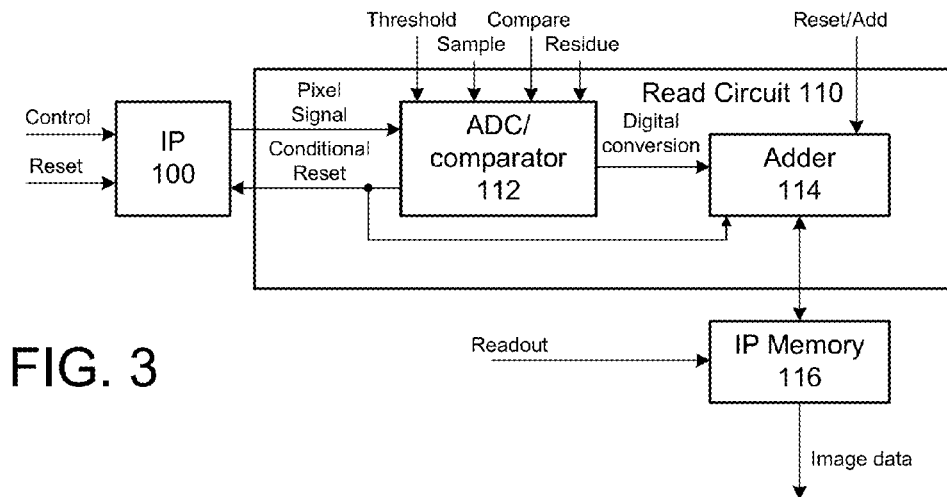 Threshold
Compare
Reset/Add
Sample
Residue
Read Circuit 110
Control
Reset
IP
100
Pixel
Signal
Conditional
Reset
ADC/
comparator
112
Digital
conversion
Adder
114
Readout
IP Memory
116
Image data
FIG. 3